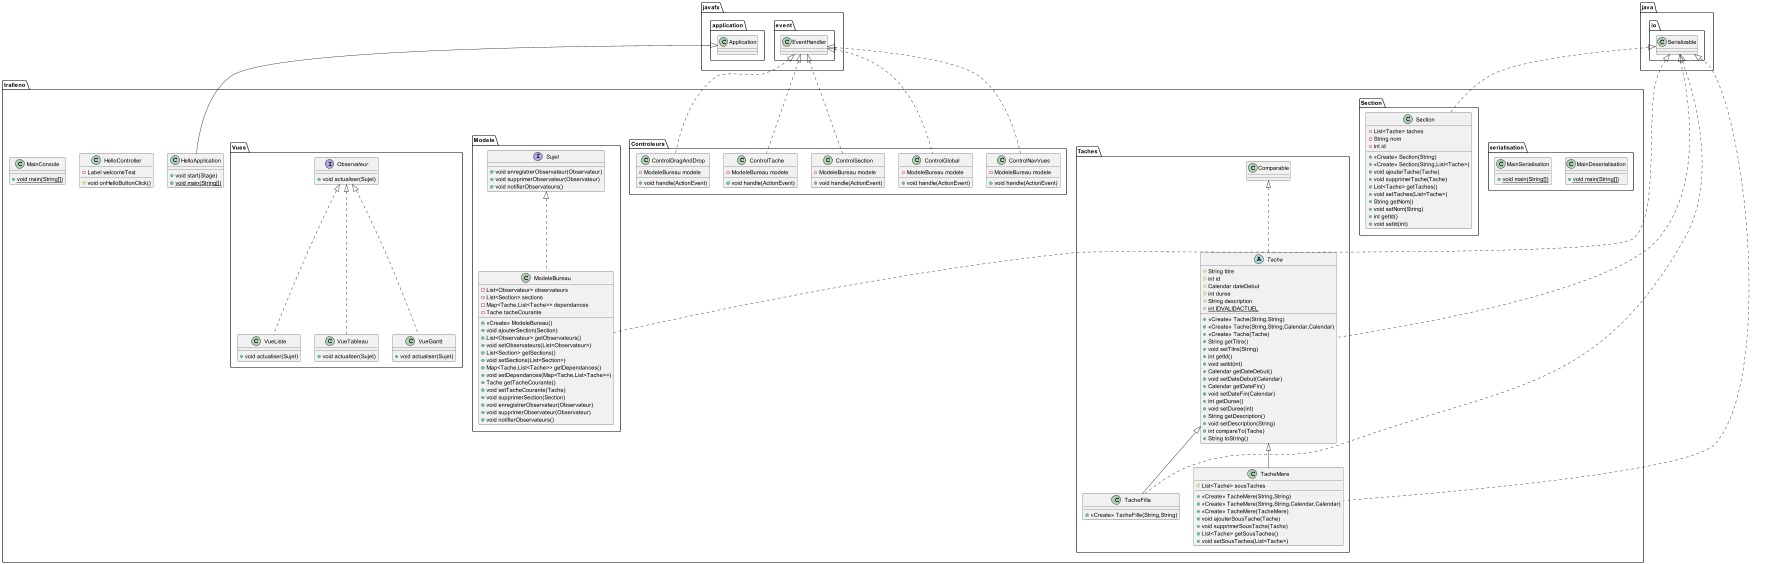 javafx
application
Application
event
EventHandler
java
io
Serializable
tralleno
MainConsole
void main(String[])
HelloController
Label welcomeText
void onHelloButtonClick()
HelloApplication
void start(Stage)
void main(String[])
Vues
Observateur
void actualiser(Sujet)
VueListe
void actualiser(Sujet)
VueTableau
void actualiser(Sujet)
VueGantt
void actualiser(Sujet)
Modele
Sujet
void enregistrerObservateur(Observateur)
void supprimerObservateur(Observateur)
void notifierObservateurs()
ModeleBureau
List<Observateur> observateurs
List<Section> sections
Map<Tache,List<Tache>> dependances
Tache tacheCourante
«Create» ModeleBureau()
void ajouterSection(Section)
List<Observateur> getObservateurs()
void setObservateurs(List<Observateur>)
List<Section> getSections()
void setSections(List<Section>)
Map<Tache,List<Tache>> getDependances()
void setDependances(Map<Tache,List<Tache>>)
Tache getTacheCourante()
void setTacheCourante(Tache)
void supprimerSection(Section)
void enregistrerObservateur(Observateur)
void supprimerObservateur(Observateur)
void notifierObservateurs()
Controleurs
ControlDragAndDrop
ModeleBureau modele
void handle(ActionEvent)
ControlTache
ModeleBureau modele
void handle(ActionEvent)
ControlSection
ModeleBureau modele
void handle(ActionEvent)
ControlGlobal
ModeleBureau modele
void handle(ActionEvent)
ControlNavVues
ModeleBureau modele
void handle(ActionEvent)
Taches
Comparable
Tache
String titre
int id
Calendar dateDebut
int duree
String description
int IDVALIDACTUEL
«Create» Tache(String,String)
«Create» Tache(String,String,Calendar,Calendar)
«Create» Tache(Tache)
String getTitre()
void setTitre(String)
int getId()
void setId(int)
Calendar getDateDebut()
void setDateDebut(Calendar)
Calendar getDateFin()
void setDateFin(Calendar)
int getDuree()
void setDuree(int)
String getDescription()
void setDescription(String)
int compareTo(Tache)
String toString()
TacheFille
«Create» TacheFille(String,String)
TacheMere
List<Tache> sousTaches
«Create» TacheMere(String,String)
«Create» TacheMere(String,String,Calendar,Calendar)
«Create» TacheMere(TacheMere)
void ajouterSousTache(Tache)
void supprimerSousTache(Tache)
List<Tache> getSousTaches()
void setSousTaches(List<Tache>)
Section
Section
List<Tache> taches
String nom
int id
«Create» Section(String)
«Create» Section(String,List<Tache>)
void ajouterTache(Tache)
void supprimerTache(Tache)
List<Tache> getTaches()
void setTaches(List<Tache>)
String getNom()
void setNom(String)
int getId()
void setId(int)
serialisation
MainSerialisation
void main(String[])
MainDeserialisation
void main(String[])